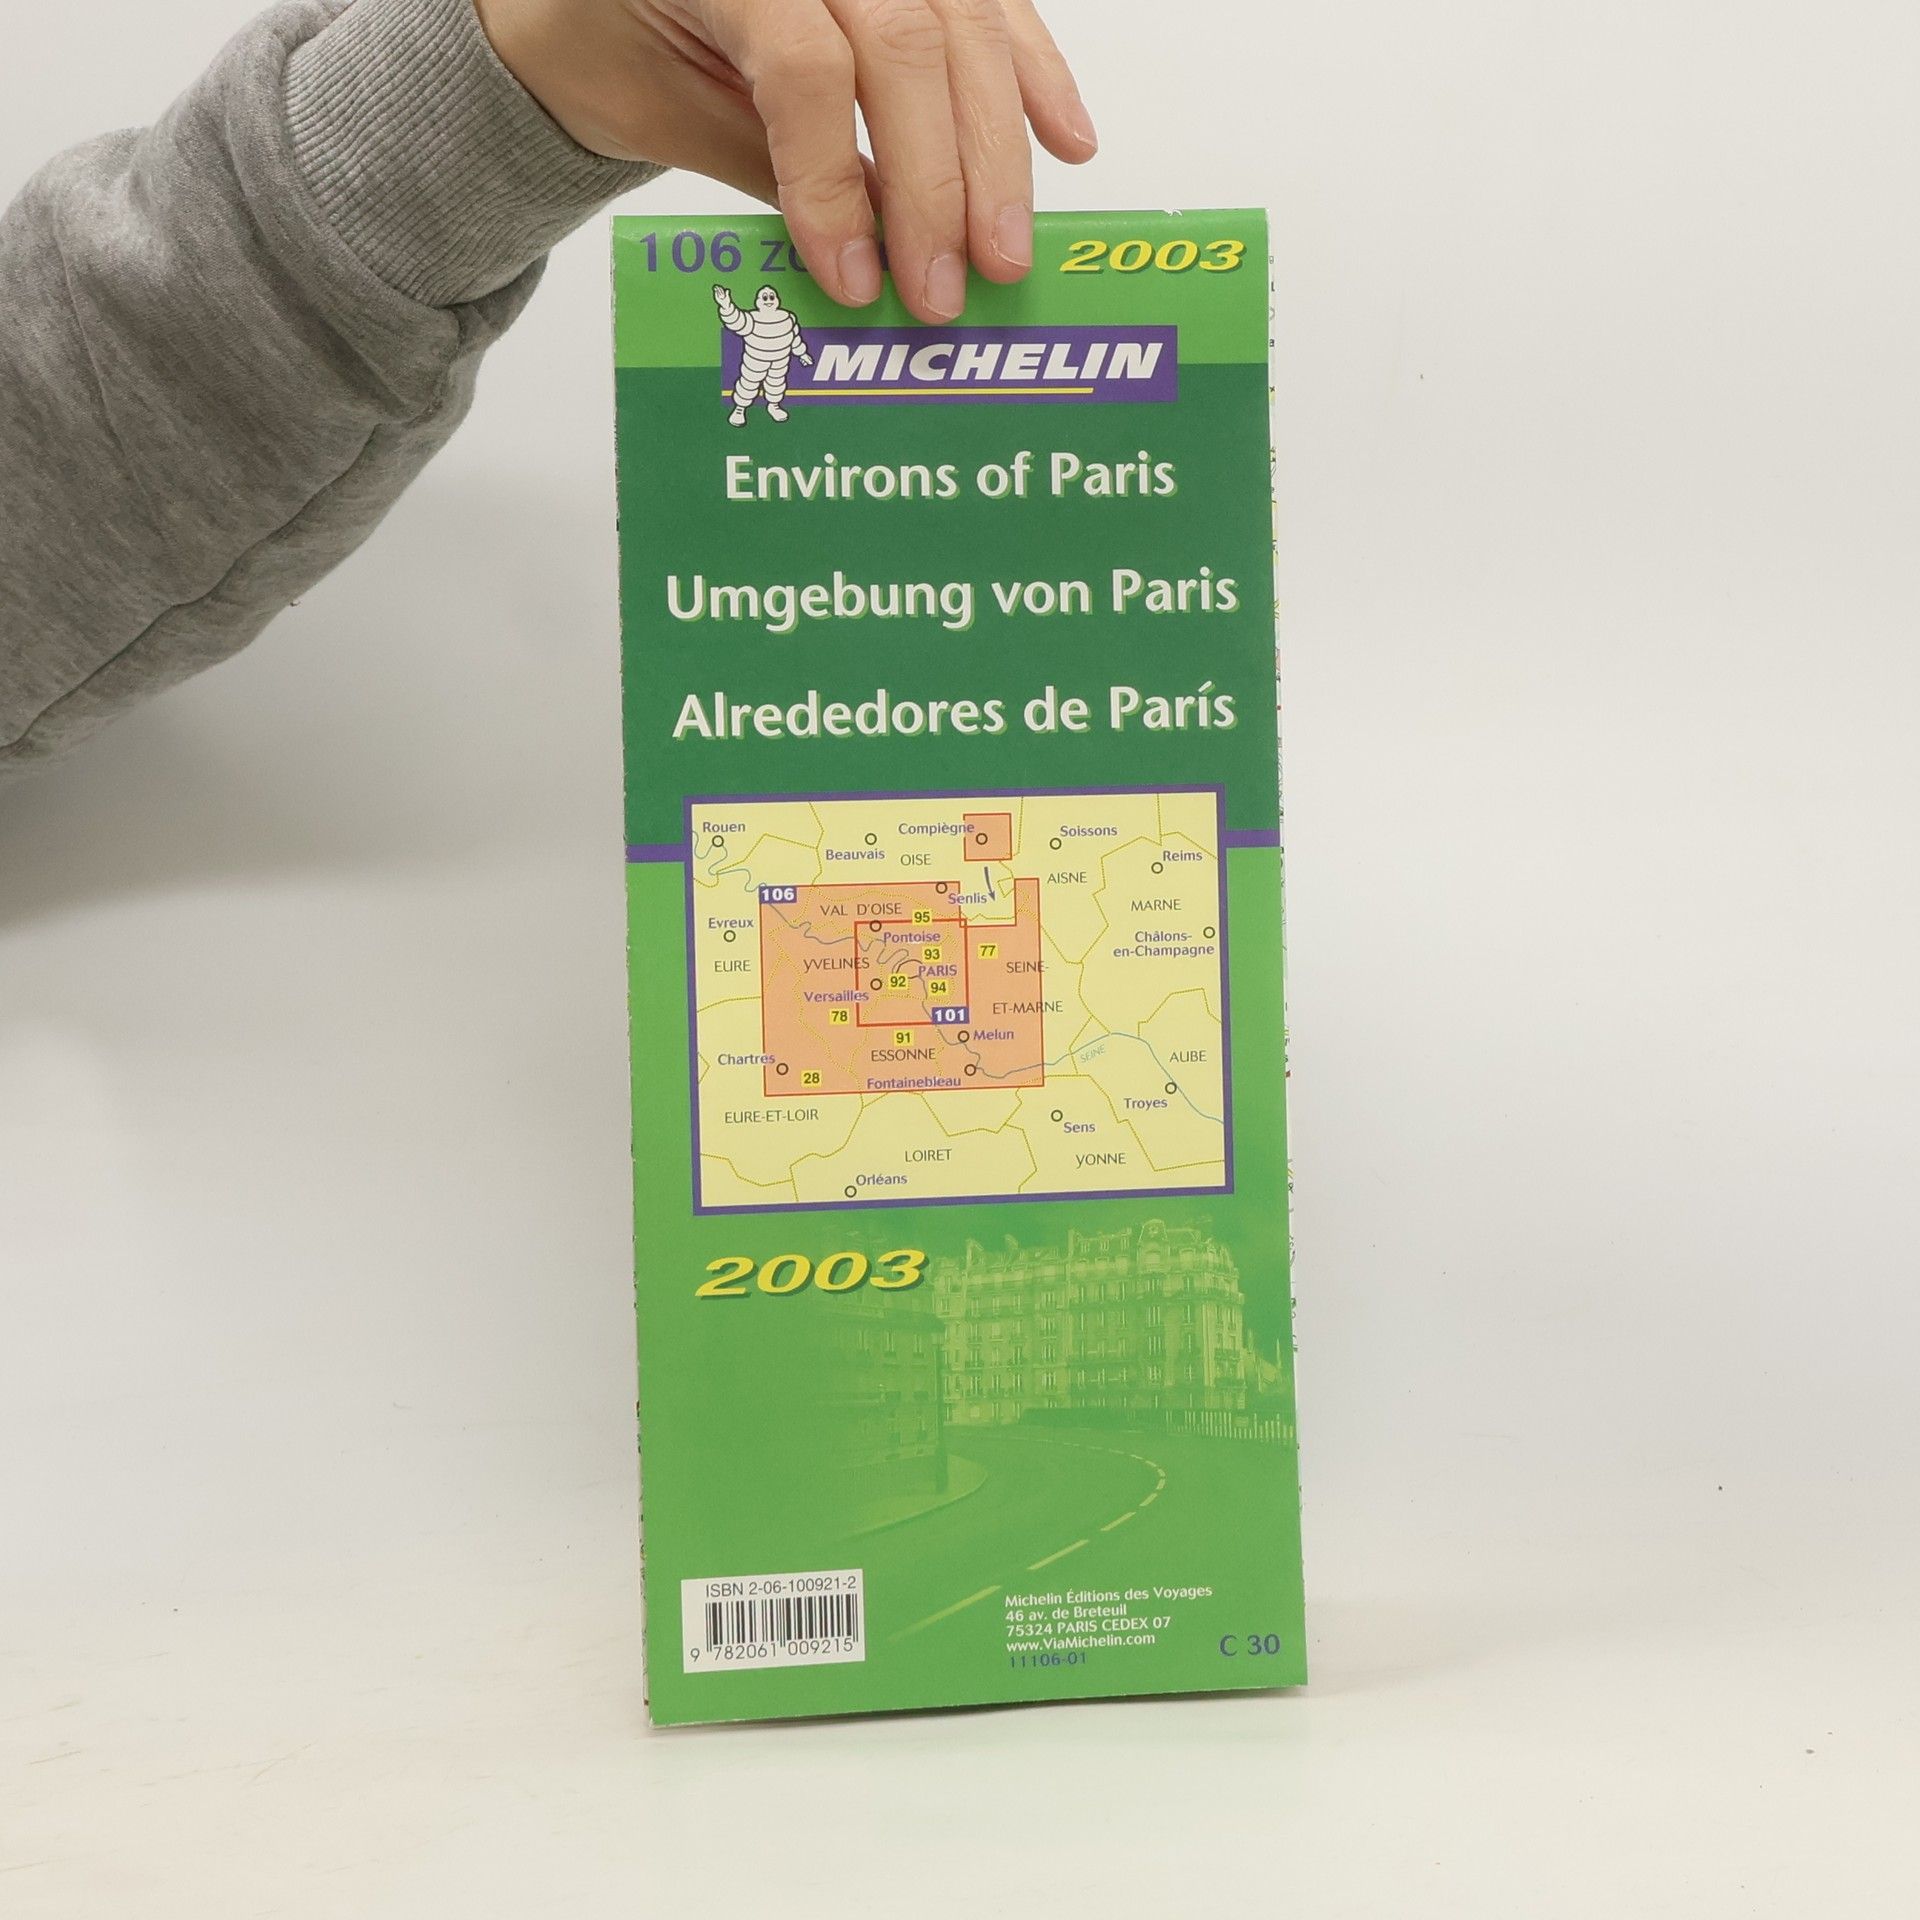 106
2003
MICHELIN
Environs of Paris
Umgebung von Paris
Alrededores de París
Rouen
Beauvais
Compiègne
OISE
Soissons
Reims
AISNE
106
Senlis
MARNE
VAL D'OISE
95
Evreux
Pontoise
Châlons-
en-Champagne
93
77
EURE
YVELINES
PARIS
SEINE-
92
94
Versailles
ET-MARNE
78
101
91
Melun
SEINE
ESSONNE
AUBE
Chartres
28
Fontainebleau
Troyes
EURE-ET-LOIR
Sens
LOIRET
YONNE
Orléans
2003
ISBN 2-06-100921-2
9 782061 009215
Michelin Éditions des Voyages
46 av. de Breteuil
75324 PARIS CEDEX 07
www.ViaMichelin.com
11106-01
C 30